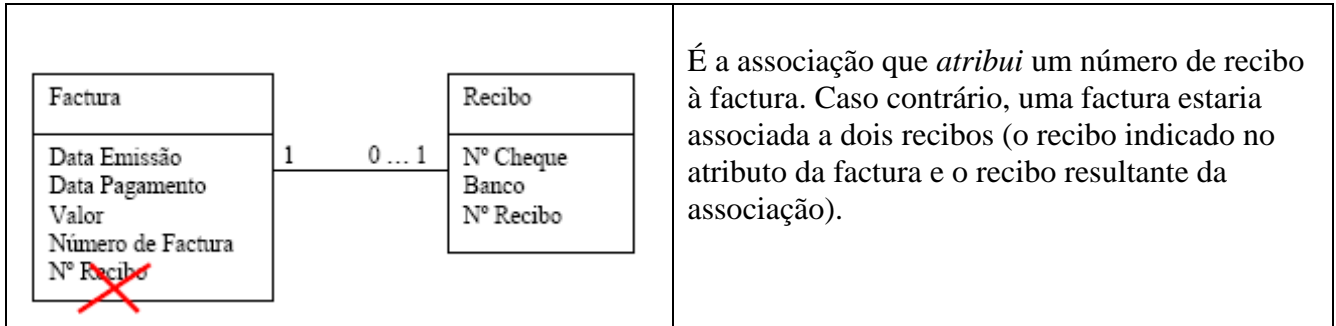 Factura
Data Emissão
Data Pagamento
Valor
Número de Factura
Nº Recibo
1
0 ... 1
Recibo
Nº Cheque
Banco
Nº Recibo
É a associação que atribui um número de recibo
à factura. Caso contrário, uma factura estaria
associada a dois recibos (o recibo indicado no
atributo da factura e o recibo resultante da
associação).